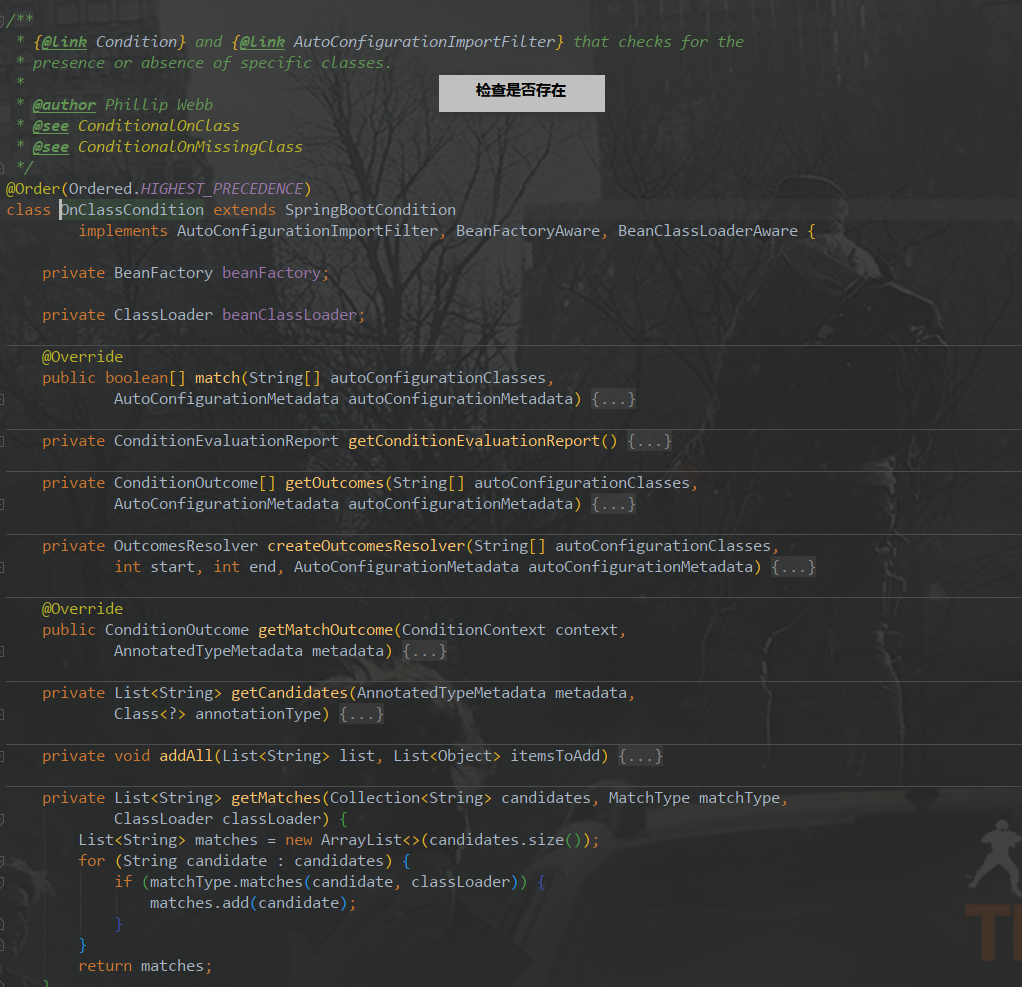 /**
 * {@link Condition} and {@link AutoConfigurationImportFilter} that checks for the
 * presence or absence of specific classes.
 *
检查是否存在
 * @author Phillip Webb
 * @see ConditionalOnClass
 * @see ConditionalOnMissingClass
 */
@Order(Ordered.HIGHEST_PRECEDENCE)
class OnClassCondition extends SpringBootCondition
        implements AutoConfigurationImportFilter, BeanFactoryAware, BeanClassLoaderAware {
    private BeanFactory beanFactory;
    private ClassLoader beanClassLoader;
    @Override
    public boolean[] match(String[] autoConfigurationClasses,
            AutoConfigurationMetadata autoConfigurationMetadata) {...}
    private ConditionEvaluationReport getConditionEvaluationReport() {...}
    private ConditionOutcome[] getOutcomes(String[] autoConfigurationClasses,
            AutoConfigurationMetadata autoConfigurationMetadata) {...}
    private OutcomesResolver createOutcomesResolver(String[] autoConfigurationClasses,
            int start, int end, AutoConfigurationMetadata autoConfigurationMetadata) {...}
    @Override
    public ConditionOutcome getMatchOutcome(ConditionContext context,
            AnnotatedTypeMetadata metadata) {...}
    private List<String> getCandidates(AnnotatedTypeMetadata metadata,
            Class<?> annotationType) {...}
    private void addAll(List<String> list, List<Object> itemsToAdd) {...}
    private List<String> getMatches(Collection<String> candidates, MatchType matchType,
            ClassLoader classLoader) {
        List<String> matches = new ArrayList<>(candidates.size());
        for (String candidate : candidates) {
            if (matchType.matches(candidate, classLoader)) {
                matches.add(candidate);
            }
        }
        return matches;
    }